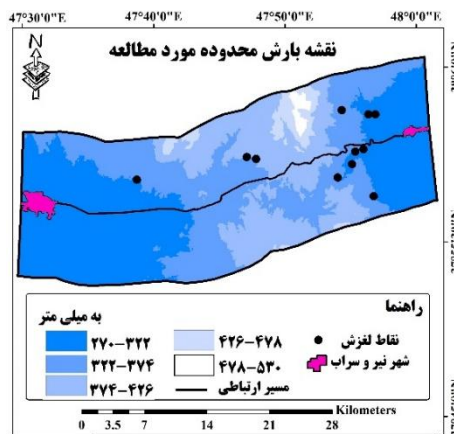 47°30'0"E 47°40'0"E 47°50'0"E 48°0'0"E
نقشه بارش محدوده مورد مطالعه
N
راهنما
به میلی متر
۲۷۰-۳۲۲
۳۲۲-۳۷۴
۳۷۴-۴۲۶
۴۲۶-۴۷۸
۴۷۸-۵۳۰
مسیر ارتباطی
نقاط لغزش
شهر نیر و سراب
Kilometers
0 3.5 7 14 21 28